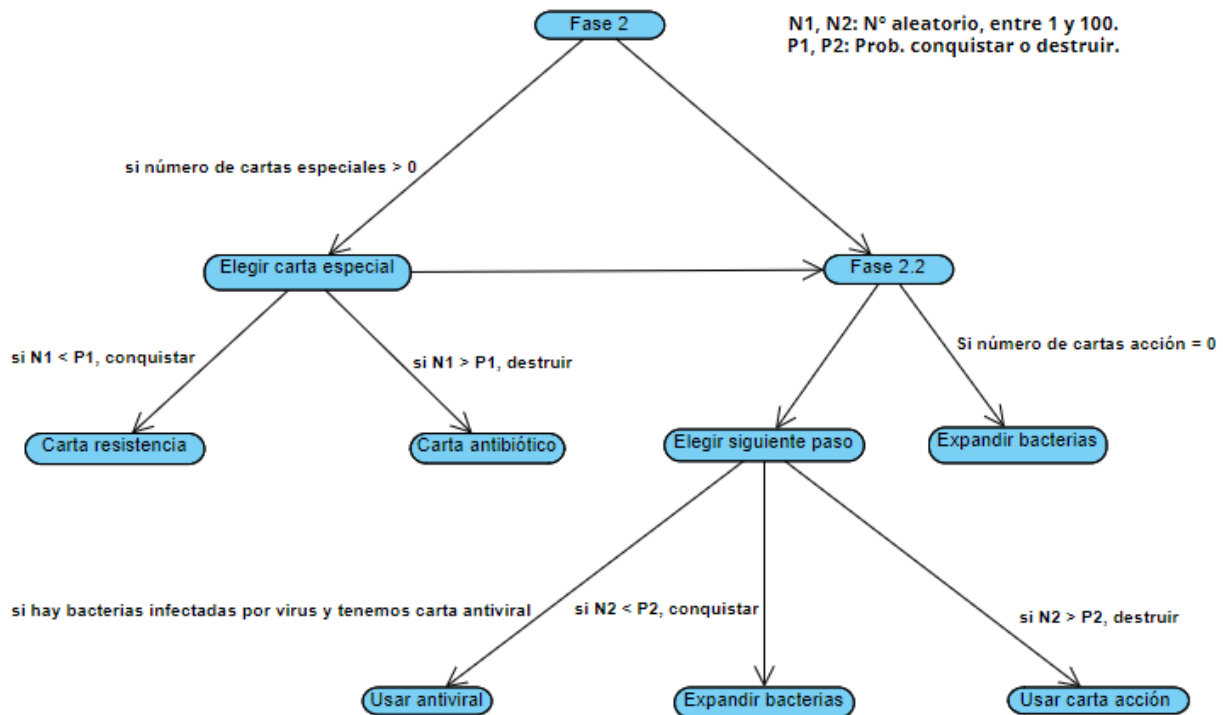 Fase 2
N1, N2: Nº aleatorio, entre 1 y 100.
P1, P2: Prob. conquistar o destruir.
si número de cartas especiales > 0
Elegir carta especial
Fase 2.2
si N1 < P1, conquistar
si N1 > P1, destruir
Si número de cartas acción = 0
Carta resistencia
Carta antibiótico
Elegir siguiente paso
Expandir bacterias
si hay bacterias infectadas por virus y tenemos carta antiviral
si N2 < P2, conquistar
si N2 > P2, destruir
Usar antiviral
Expandir bacterias
Usar carta acción